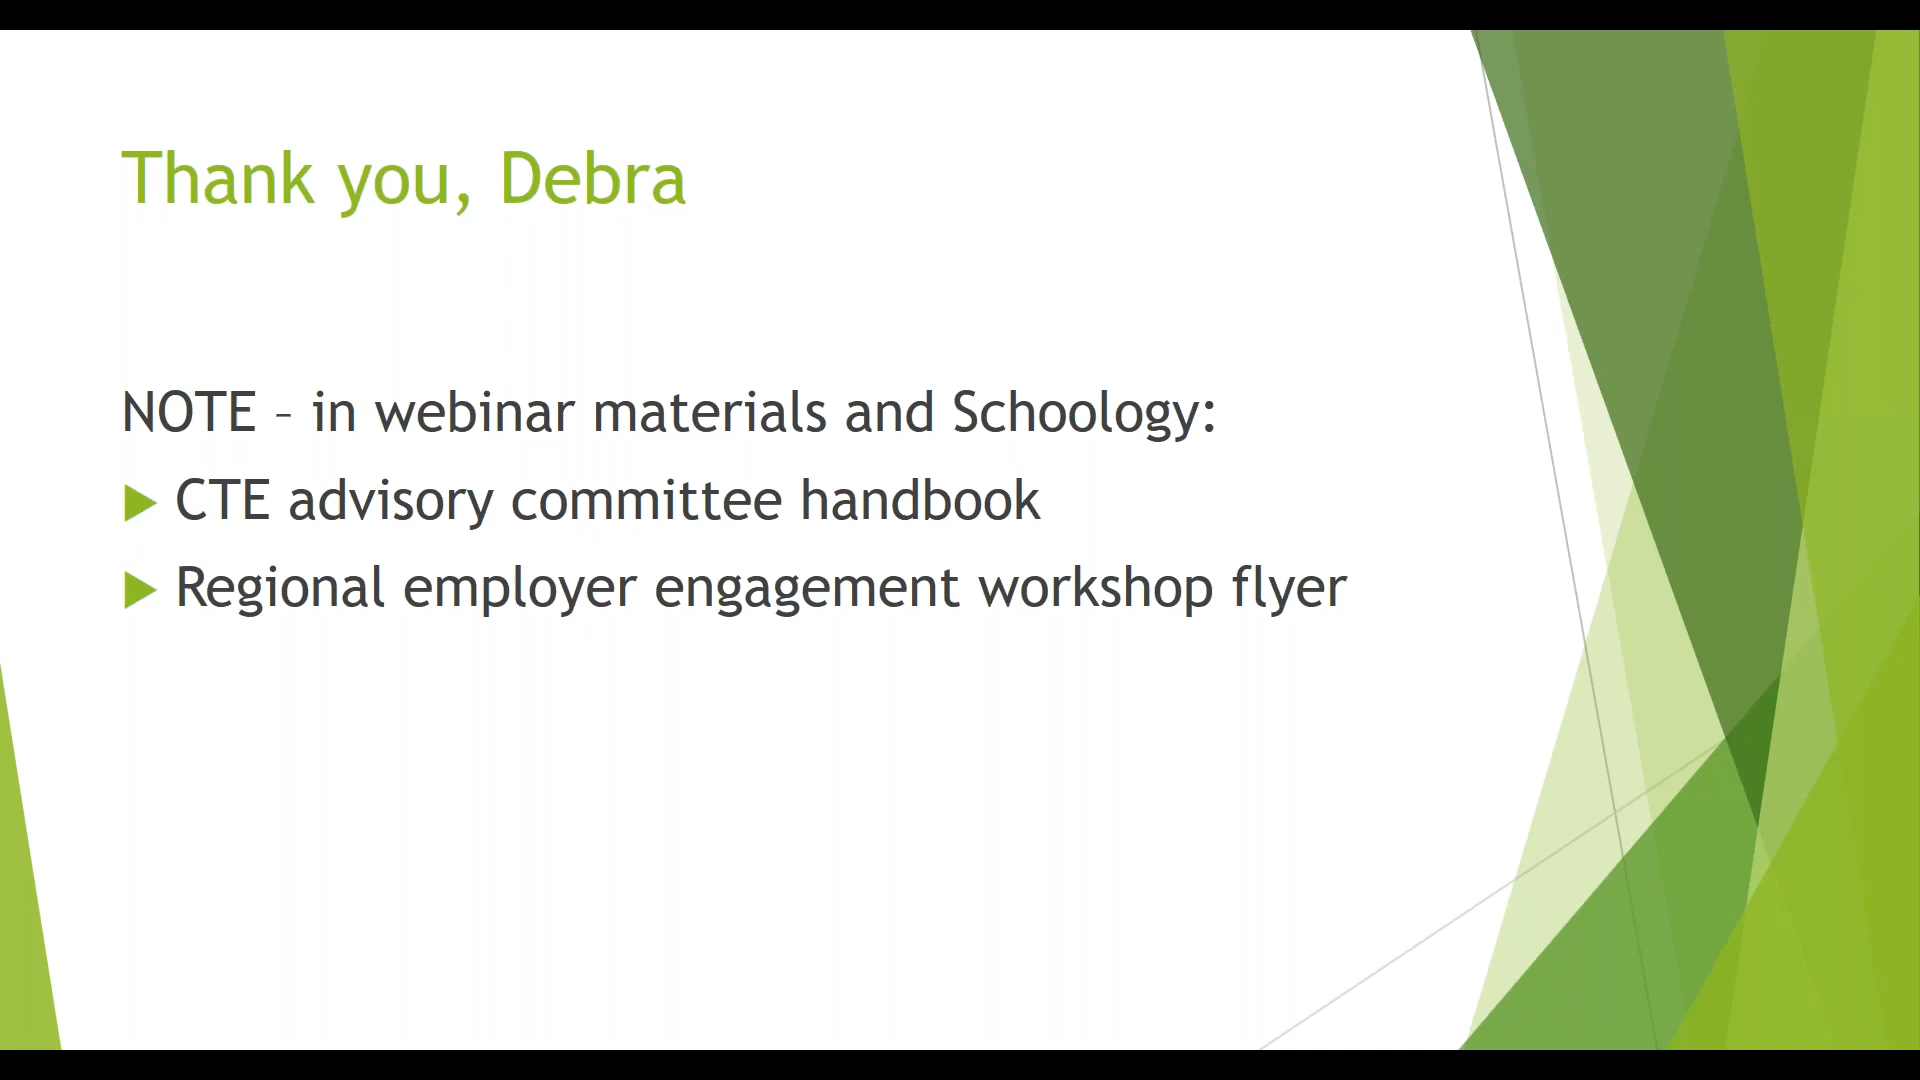 Thank you, Debra
NOTE – in webinar materials and Schoology:
CTE advisory committee handbook
Regional employer engagement workshop flyer